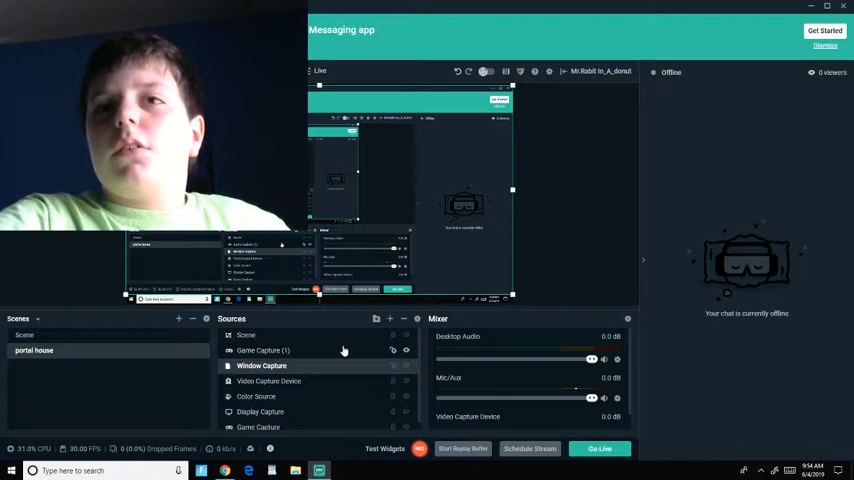 Messaging app
Get Started
Dismiss
Live
Mr.Rabit In_A_donut
Offline
0 viewers
Your chat is currently offline
Scenes
Sources
Mixer
Scene
portal house
Scene
Game Capture (1)
Window Capture
Video Capture Device
Color Source
Display Capture
Game Capture
Desktop Audio
0.0 dB
Mic/Aux
0.0 dB
Video Capture Device
0.0 dB
31.0% CPU
30.00 FPS
0 (0.0%) Dropped Frames
0 kb/s
Test Widgets
REC
Start Replay Buffer
Schedule Stream
Go Live
Type here to search
9:54 AM
6/4/2019